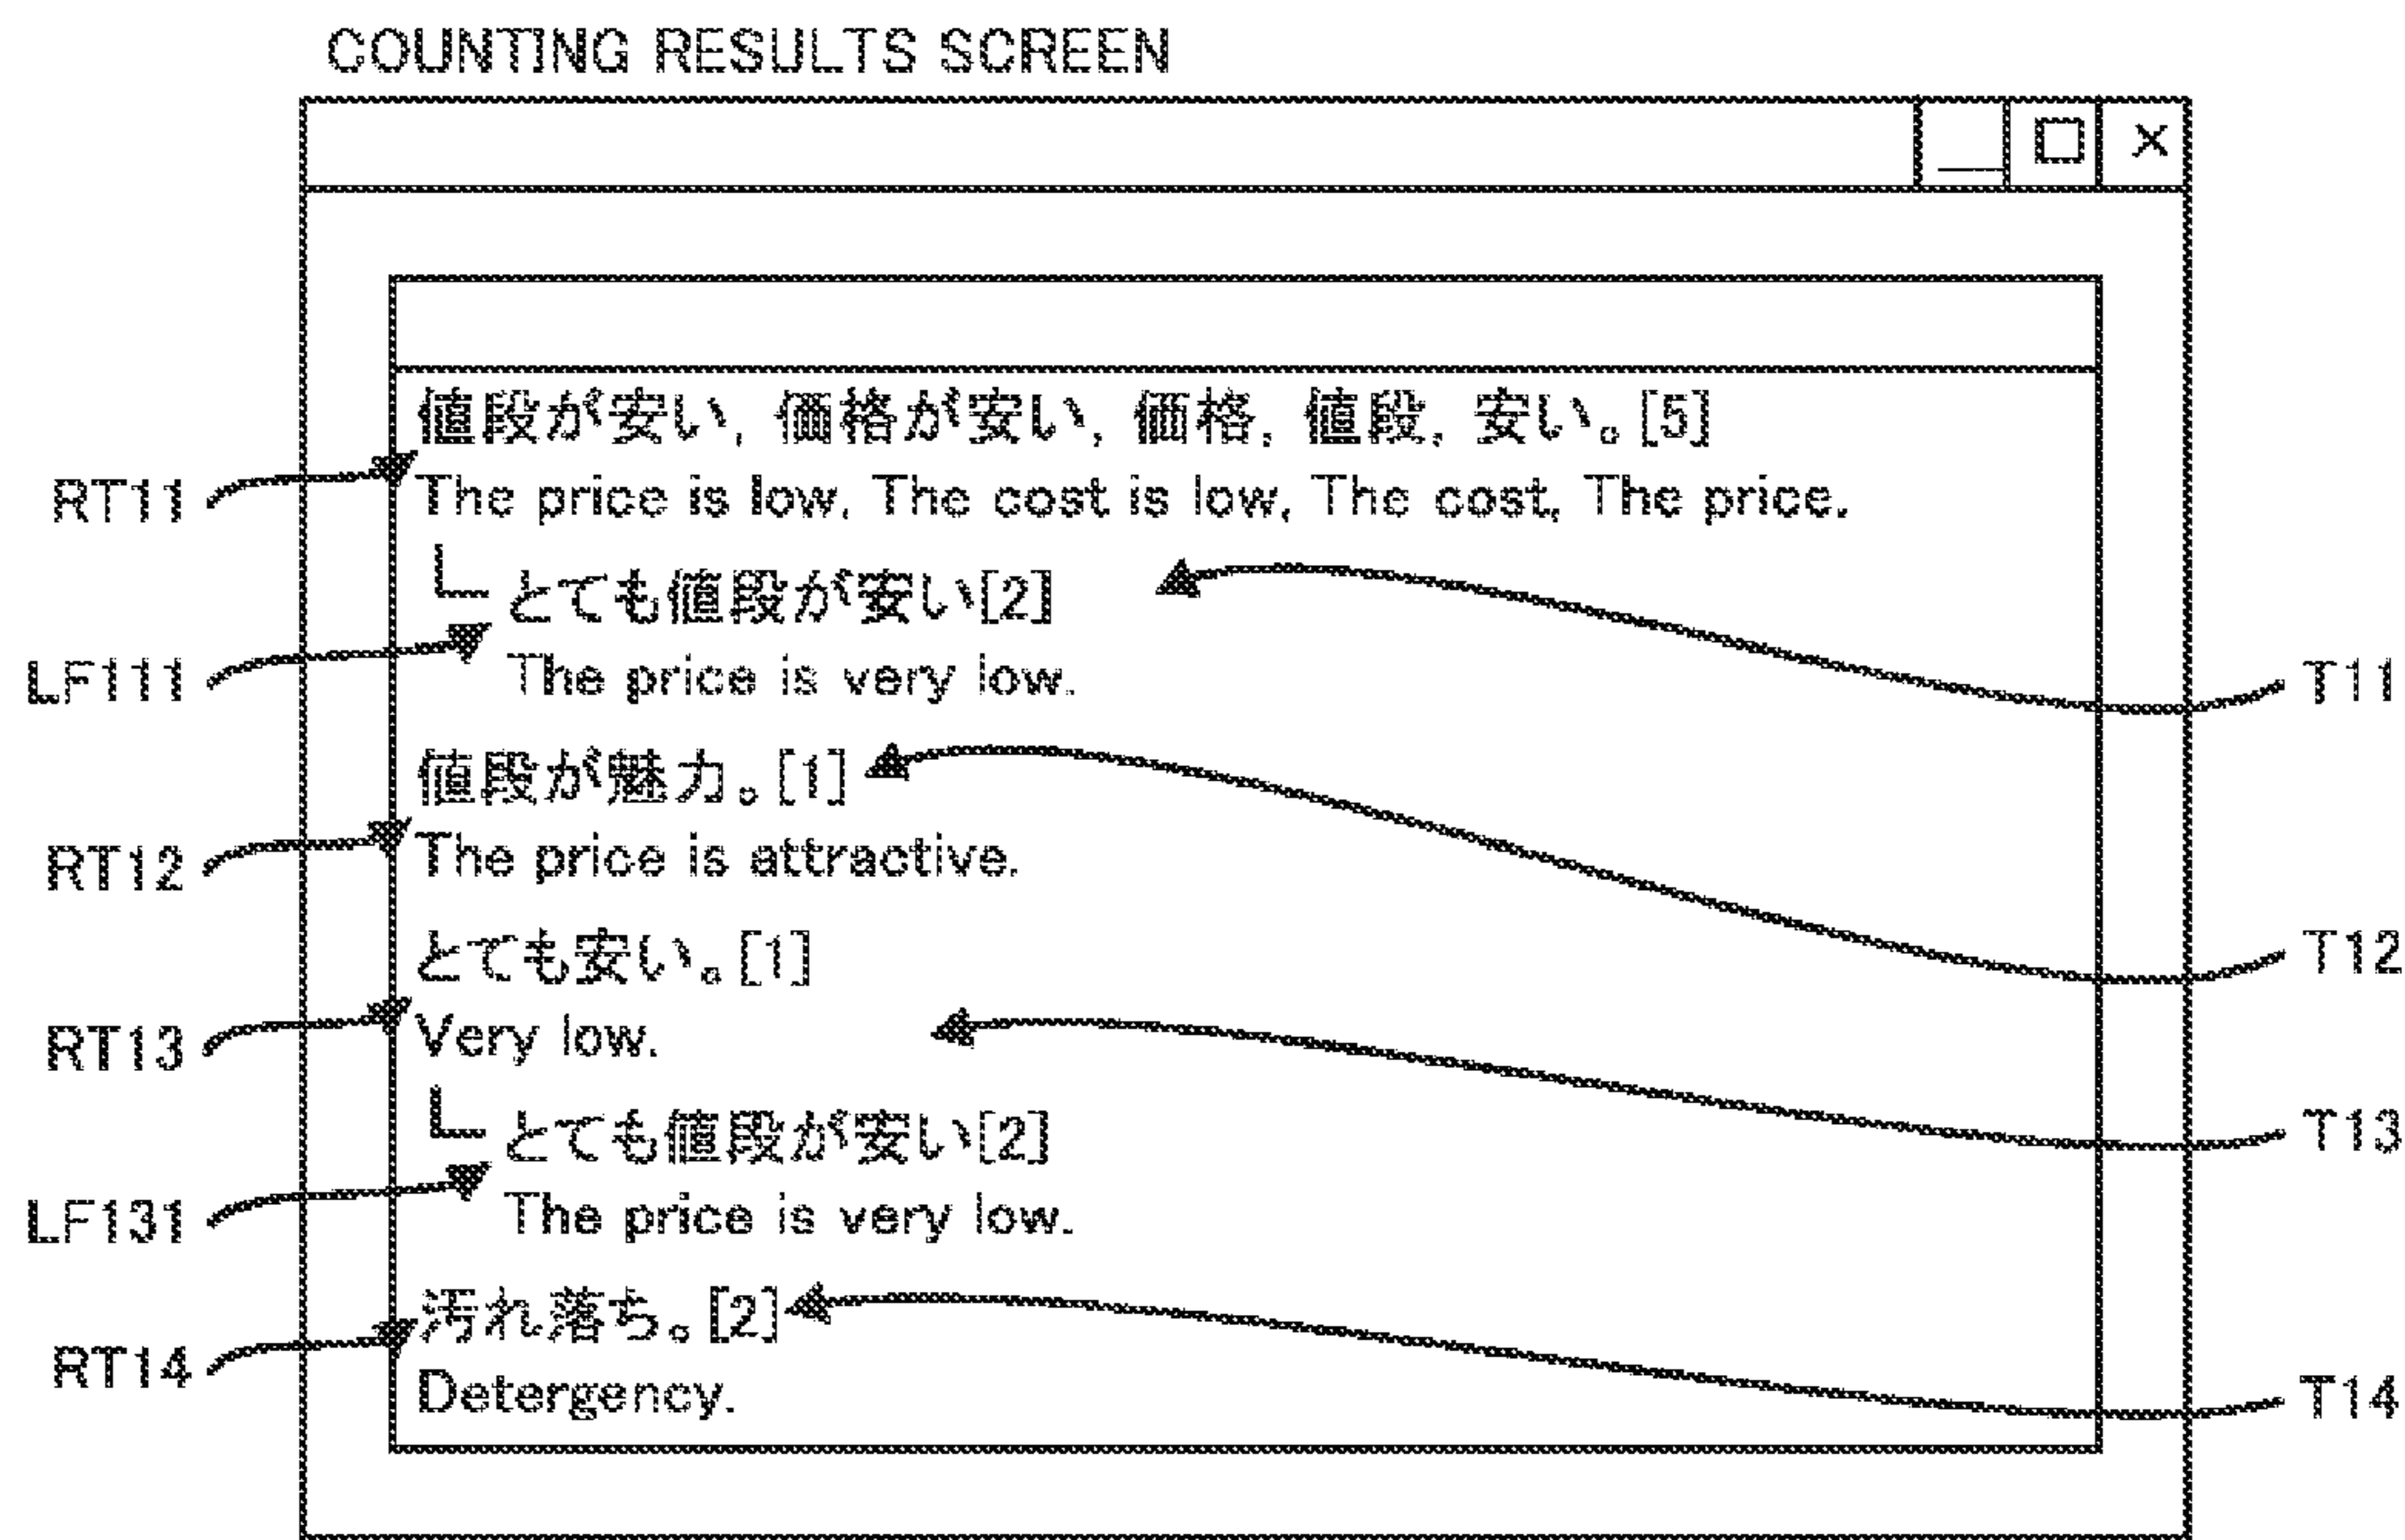 COUNTING RESULTS SCREEN
_ □ ×
値段が安い, 価格が安い, 価格, 値段, 安い。[5]
RT11
The price is low, The cost is low, The cost, The price.
とても値段が安い[2]
LF111
The price is very low.
T11
値段が魅力。[1]
RT12
The price is attractive.
とても安い。[1]
T12
RT13
Very low.
とても値段が安い[2]
T13
LF131
The price is very low.
汚れ落ち。[2]
RT14
Detergency.
T14